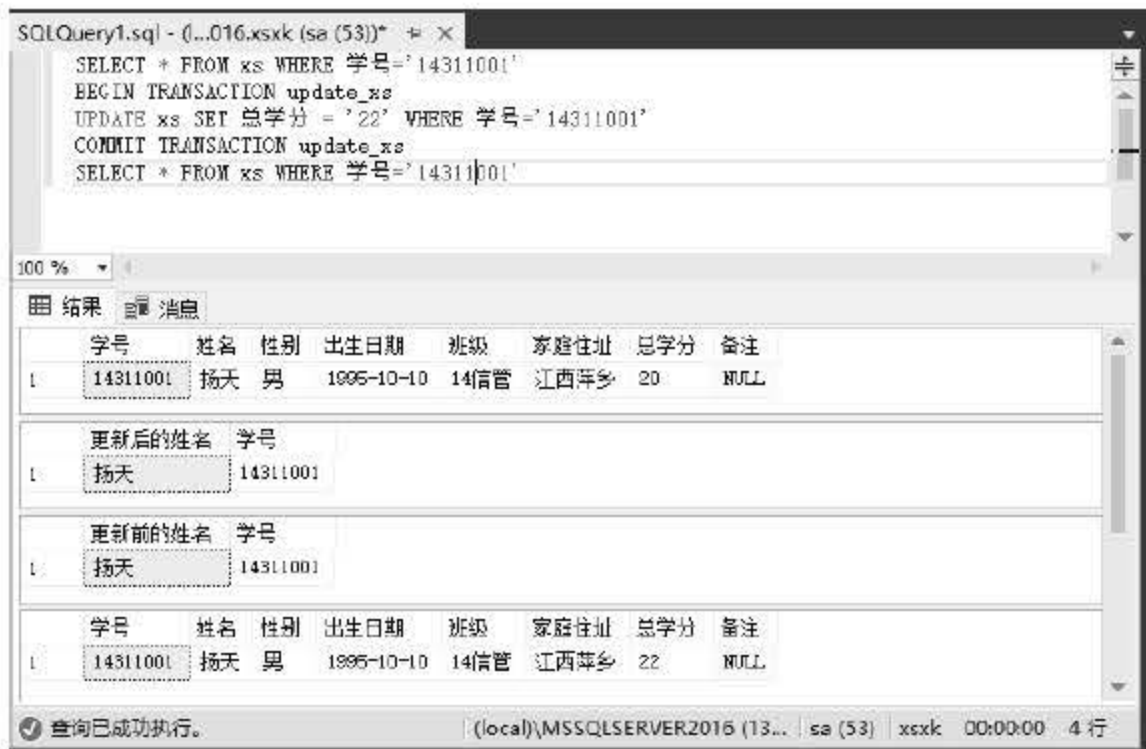 SQLQuery1.sql - (l...016.xsxk (sa (53))*
SELECT * FROM xs WHERE 学号='14311001'
BEGIN TRANSACTION update_xs
UPDATE xs SET 总学分 = '22' WHERE 学号='14311001'
COMMIT TRANSACTION update_xs
SELECT * FROM xs WHERE 学号='14311001'
100 %
结果 消息
学号 姓名 性别 出生日期 班级 家庭住址 总学分 备注
1 14311001 扬天 男 1995-10-10 14信管 江西萍乡 20 NULL
更新后的姓名 学号
1 扬天 14311001
更新前的姓名 学号
1 扬天 14311001
学号 姓名 性别 出生日期 班级 家庭住址 总学分 备注
1 14311001 扬天 男 1995-10-10 14信管 江西萍乡 22 NULL
查询已成功执行。 (local)\MSSQLSERVER2016 (13... sa (53) xsxk 00:00:00 4 行